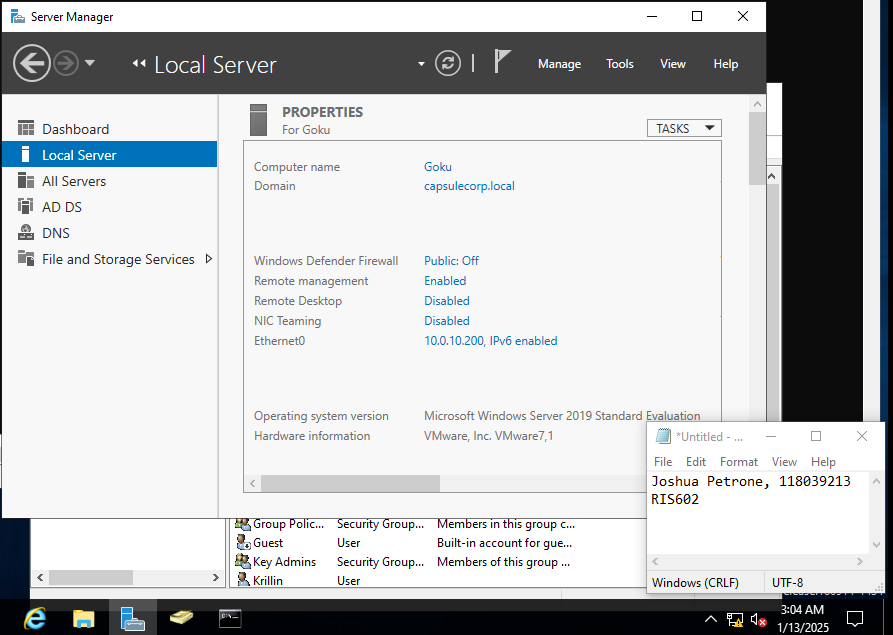 Server Manager
Local Server
Manage Tools View Help
Dashboard
Local Server
All Servers
AD DS
DNS
File and Storage Services
PROPERTIES
For Goku
TASKS
Computer name Goku
Domain capsulecorp.local
Windows Defender Firewall Public: Off
Remote management Enabled
Remote Desktop Disabled
NIC Teaming Disabled
Ethernet0 10.0.10.200, IPv6 enabled
Operating system version Microsoft Windows Server 2019 Standard Evaluation
Hardware information VMware, Inc. VMware7,1
Group Polic... Security Group... Members in this group c...
Guest User Built-in account for gue...
Key Admins Security Group... Members of this group ...
Krillin User
*Untitled - ...
File Edit Format View Help
Joshua Petrone, 118039213
RIS602
Windows (CRLF) UTF-8
3:04 AM
1/13/2025